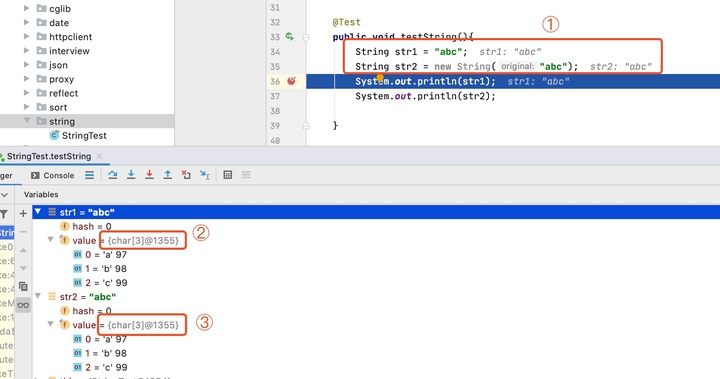 cglib
date
httpclient
interview
json
proxy
reflect
sort
string
StringTest
31
32 @Test
33 public void testString(){
①
34 String str1 = "abc"; str1: "abc"
35 String str2 = new String( original: "abc"); str2: "abc"
36 System.out.println(str1); str1: "abc"
37 System.out.println(str2);
38
39 }
40
StringTest.testString ×
ger Console
Variables
str1 = "abc"
hash = 0
value = {char[3]@1355} ②
0 = 'a' 97
1 = 'b' 98
2 = 'c' 99
str2 = "abc"
hash = 0
value = {char[3]@1355} ③
0 = 'a' 97
1 = 'b' 98
2 = 'c' 99